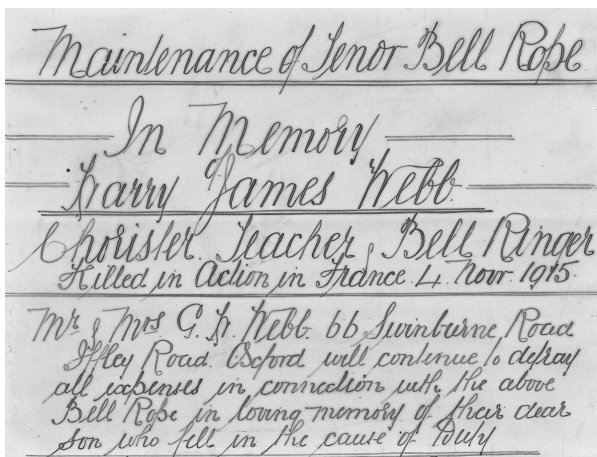 Maintenance of Tenor Bell Rope
In Memory
of
Harry James Webb.
Chorister. Teacher & Bell Ringer
Killed in Action in France. 4. Novr. 1915.
Mr & Mrs G. H. Webb. 66 Swinburne Road
Iffley Road. Oxford will continue to defray
all expenses in connection with the above
Bell Rope in loving memory of their dear
son who fell in the cause of Duty